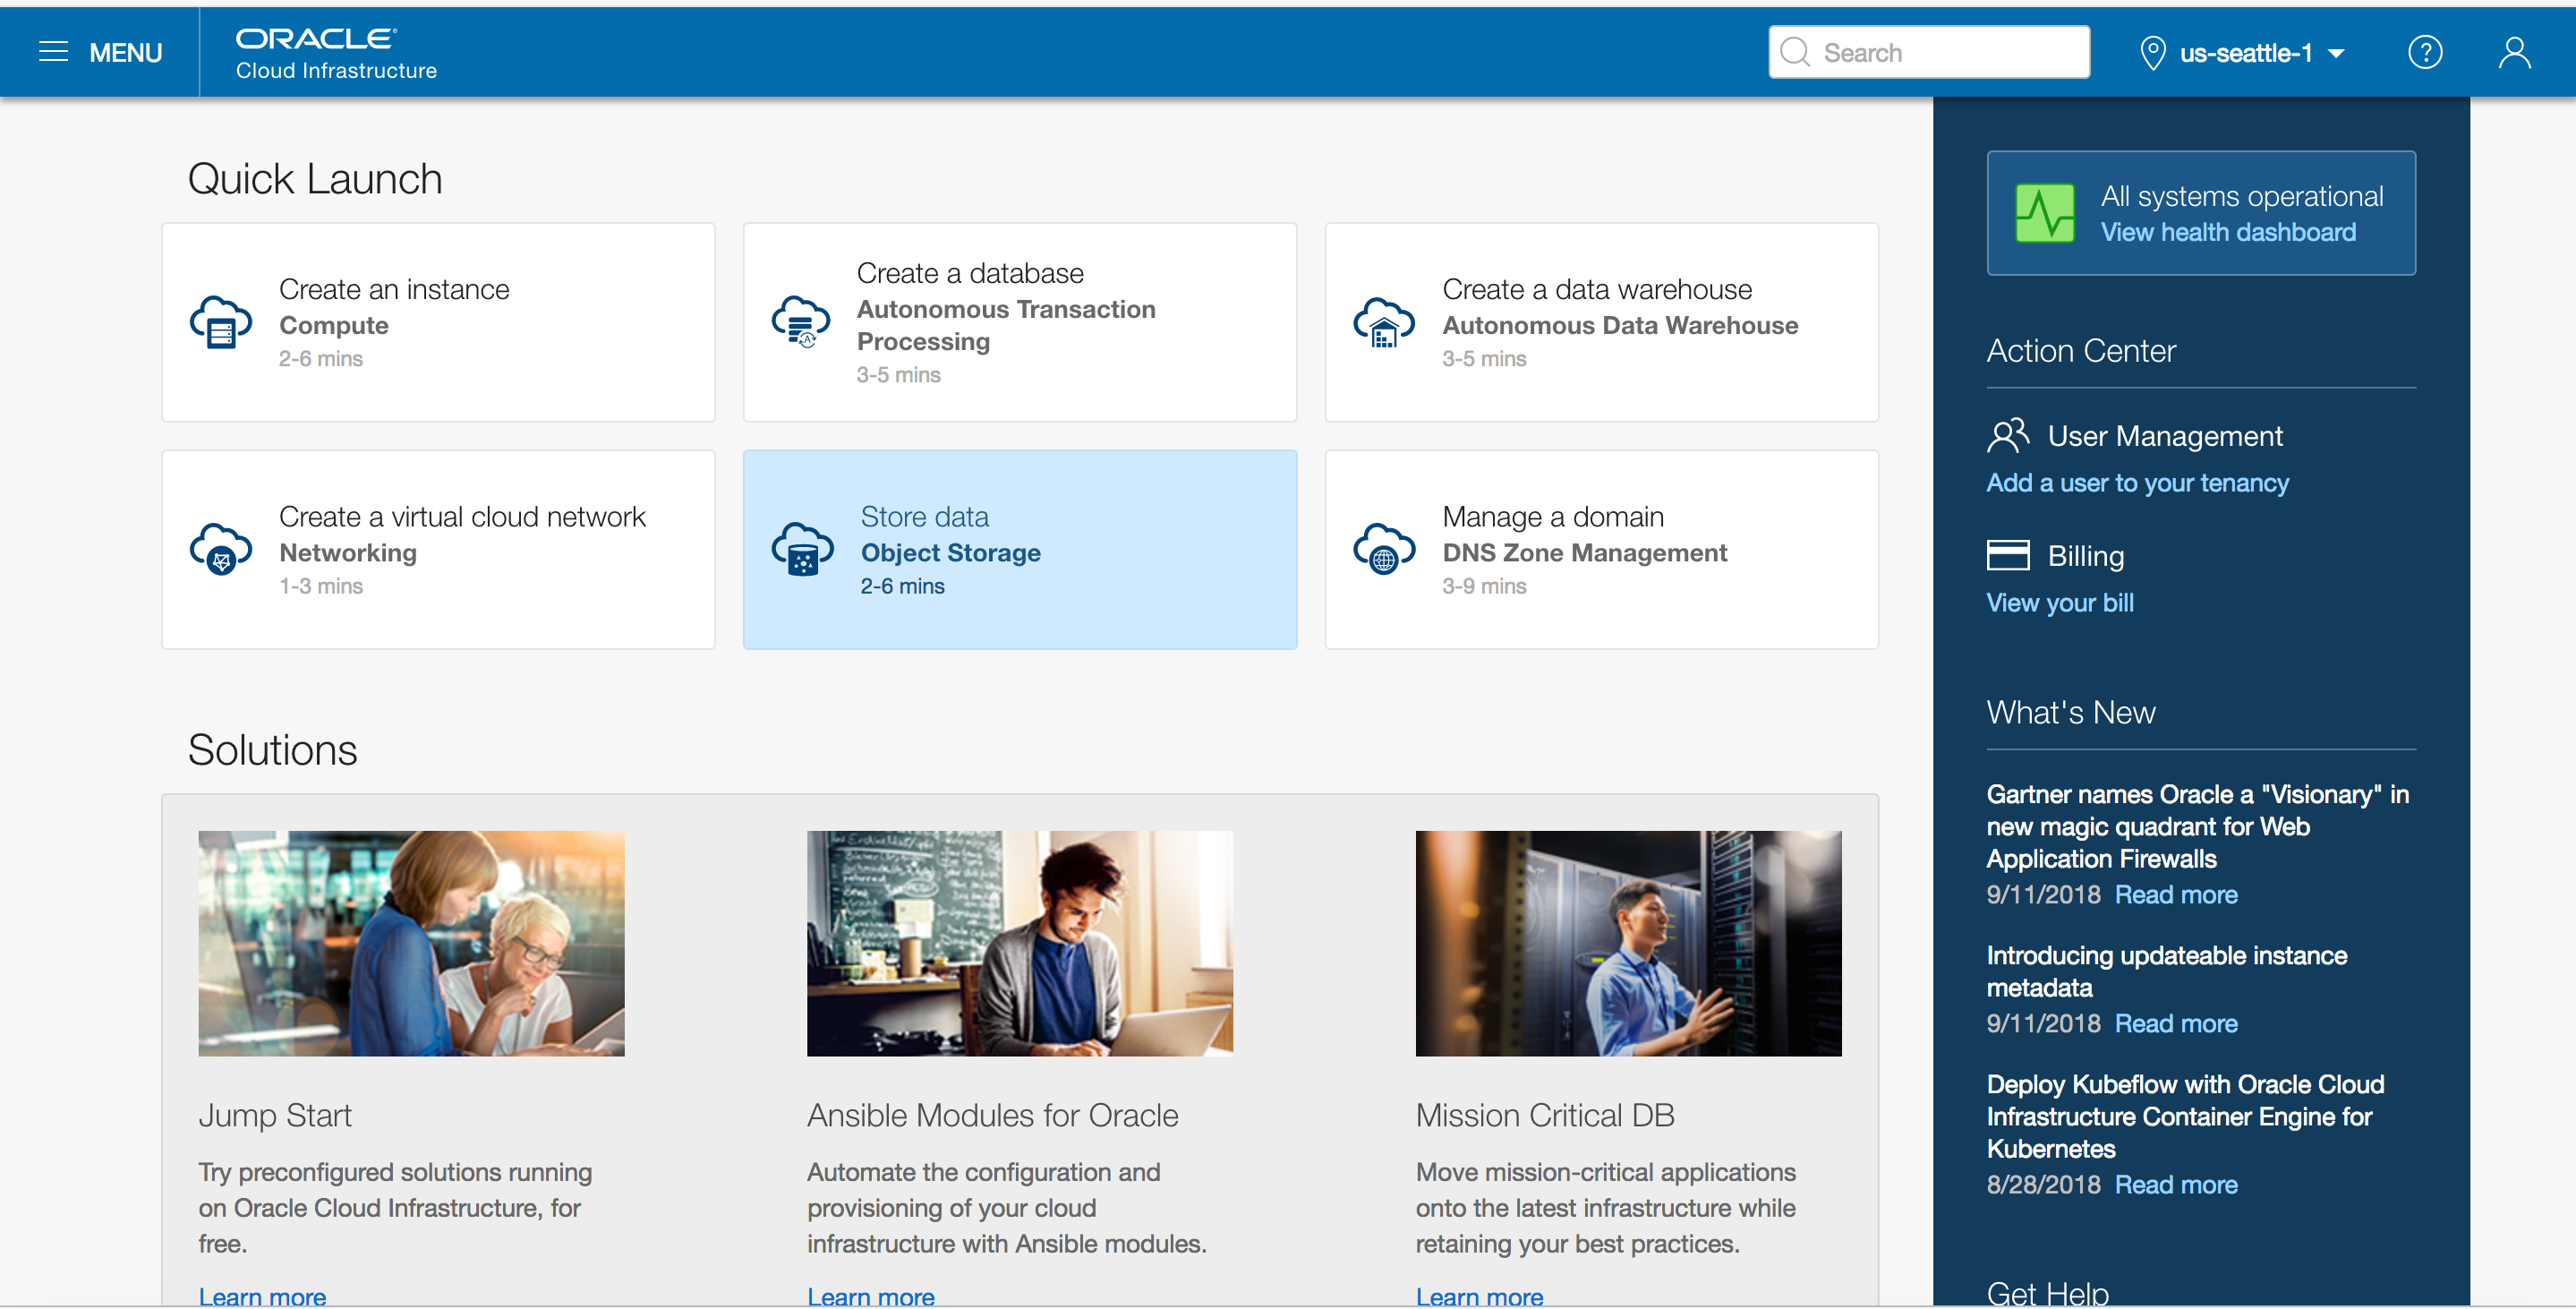 MENU
ORACLE®
Cloud Infrastructure
Search
us-seattle-1
?
Quick Launch
Create an instance
Compute
2-6 mins
Create a database
Autonomous Transaction
Processing
3-5 mins
Create a data warehouse
Autonomous Data Warehouse
3-5 mins
Create a virtual cloud network
Networking
1-3 mins
Store data
Object Storage
2-6 mins
Manage a domain
DNS Zone Management
3-9 mins
Solutions
Jump Start
Try preconfigured solutions running
on Oracle Cloud Infrastructure, for
free.
Learn more
Ansible Modules for Oracle
Automate the configuration and
provisioning of your cloud
infrastructure with Ansible modules.
Learn more
Mission Critical DB
Move mission-critical applications
onto the latest infrastructure while
retaining your best practices.
Learn more
All systems operational
View health dashboard
Action Center
User Management
Add a user to your tenancy
Billing
View your bill
What's New
Gartner names Oracle a "Visionary" in
new magic quadrant for Web
Application Firewalls
9/11/2018 Read more
Introducing updateable instance
metadata
9/11/2018 Read more
Deploy Kubeflow with Oracle Cloud
Infrastructure Container Engine for
Kubernetes
8/28/2018 Read more
Get Help